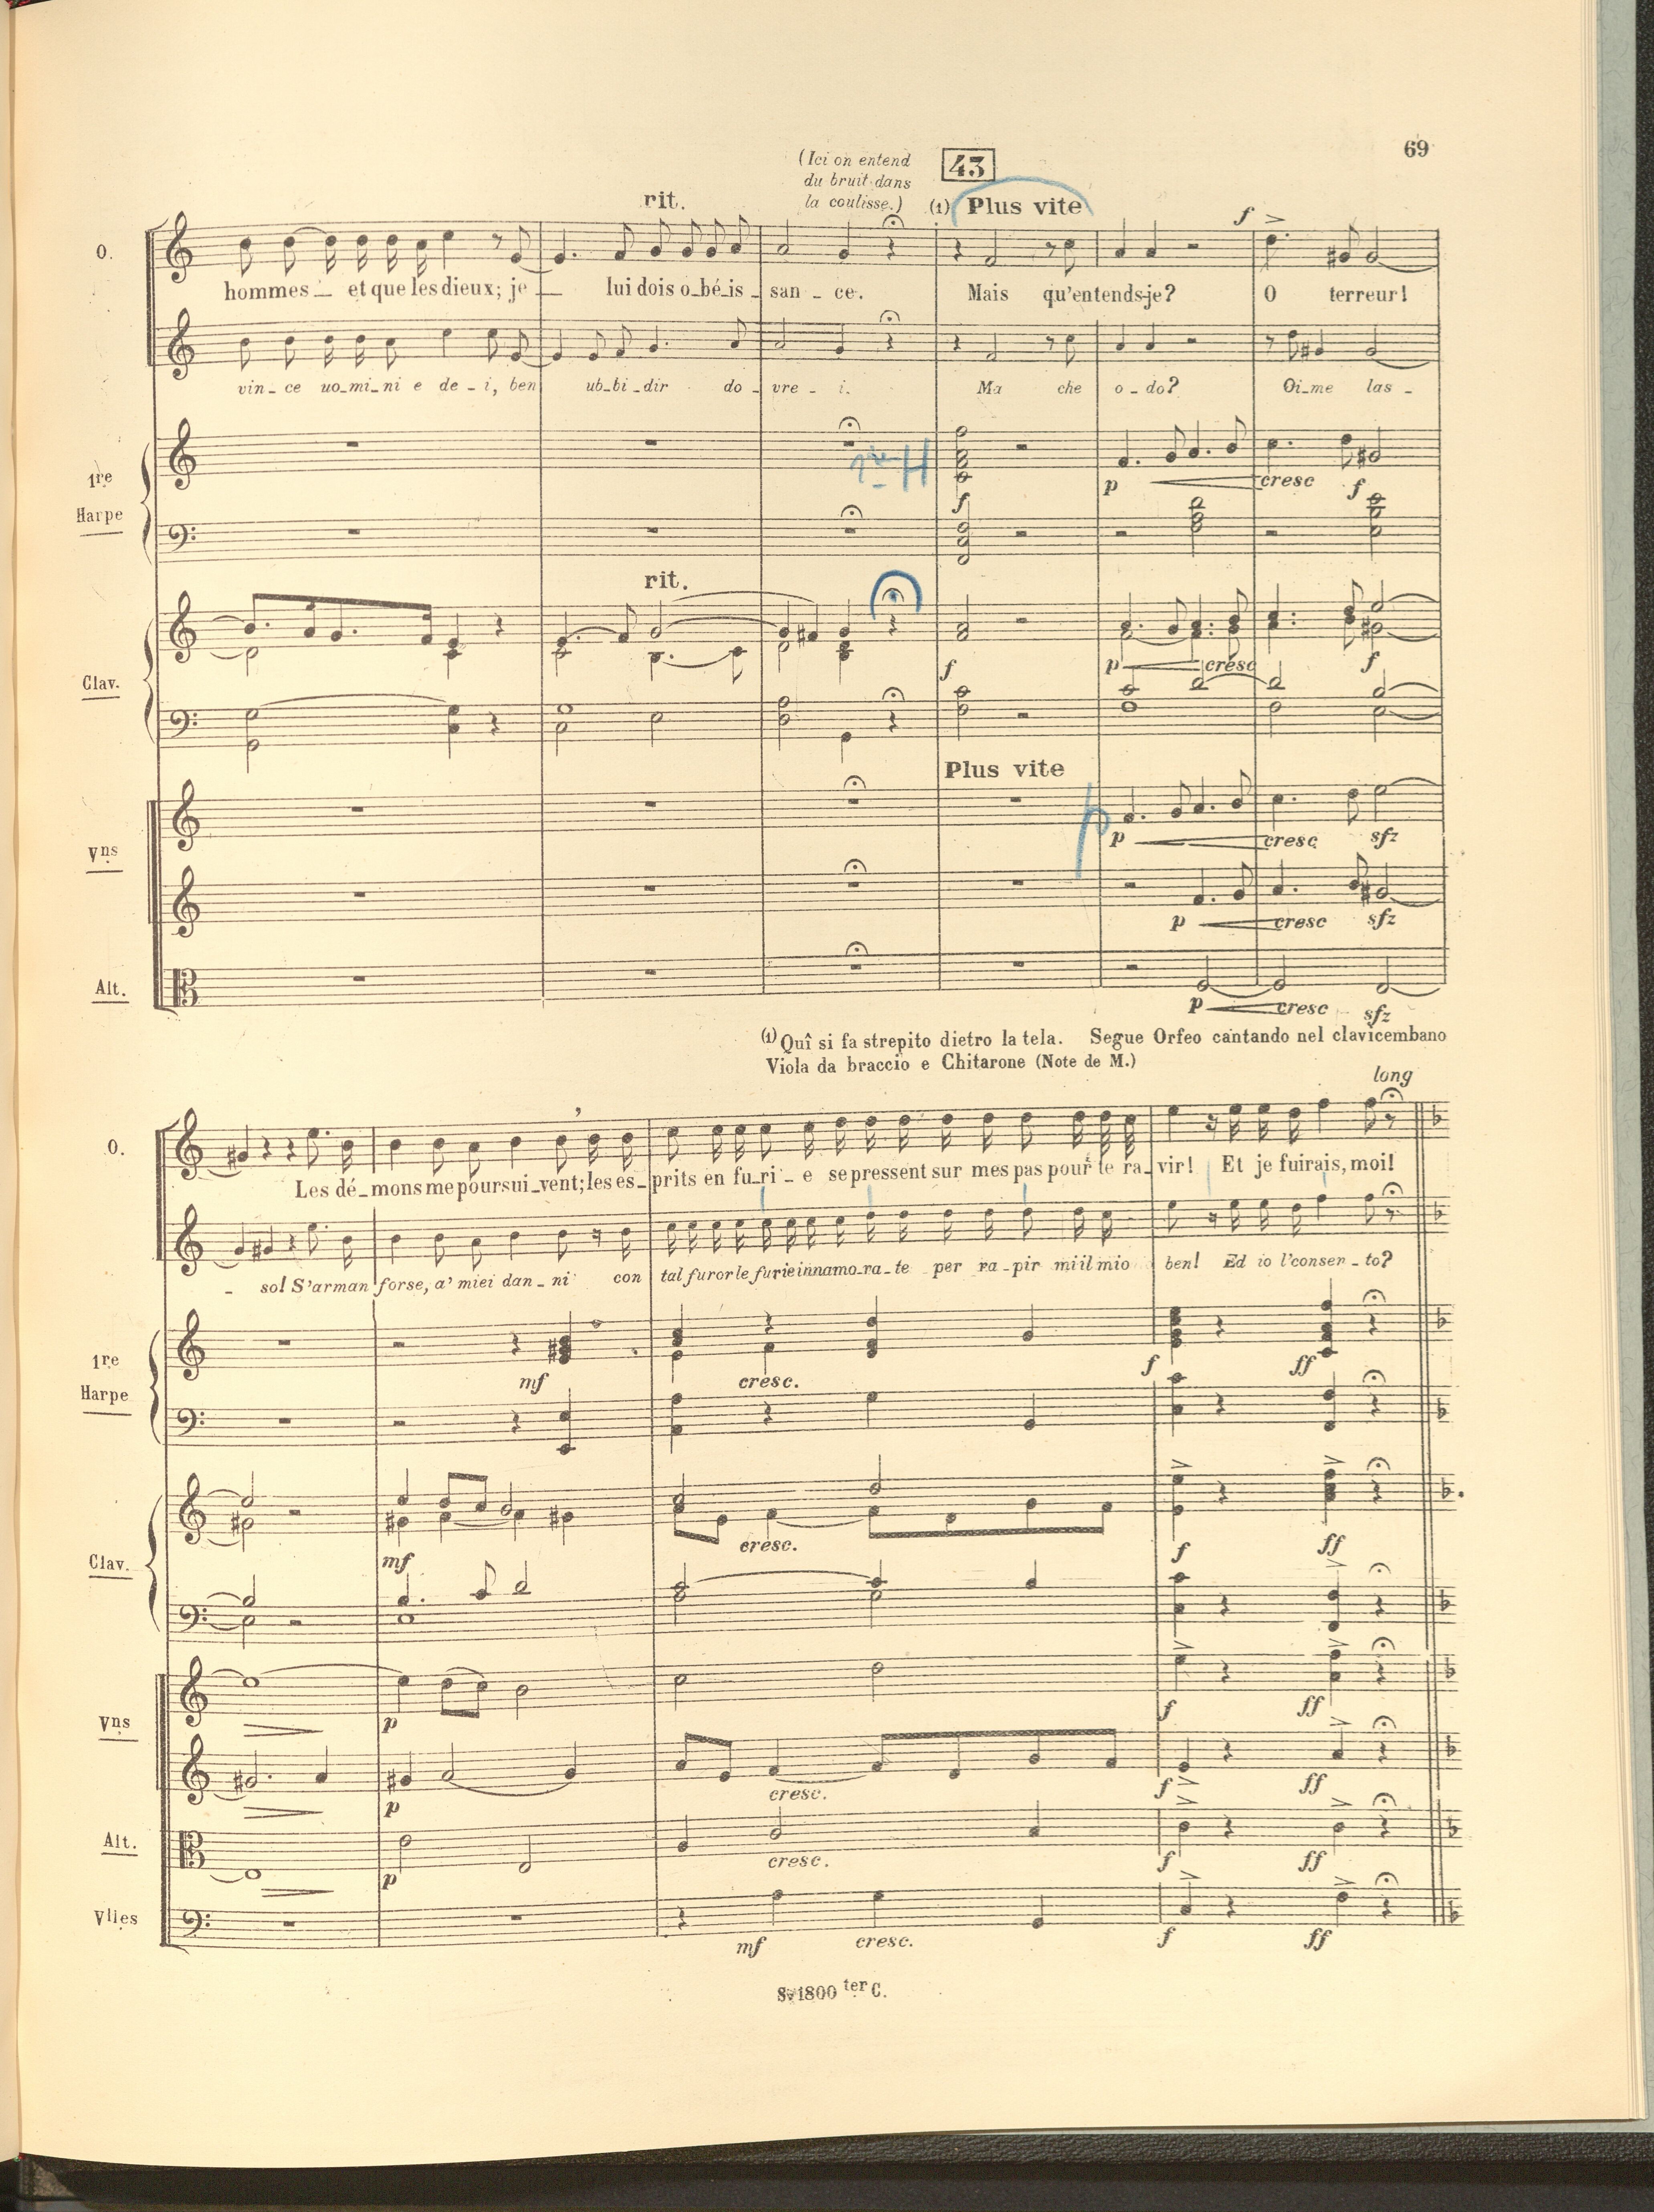 69
(Ici on entend
du bruit dans
la coulisse.)
43
rit.
(1) Plus vite
f
O.
hommes_ et que les dieux; je_ lui dois o_bé_is_san_ce. Mais qu'entends-je? O terreur!
vin_ce uo_mi_ni e de_i, ben ub_bi_dir do_vre_i. Ma che o_do? Oi_me las_
1re
Harpe
1re H
f
p cresc f
rit.
Clav.
f p cresc f
Plus vite
Vns
p
p cresc sfz
p cresc sfz
Alt.
p cresc sfz
(1) Quî si fa strepito dietro la tela. Segue Orfeo cantando nel clavicembano
Viola da braccio e Chitarone (Note de M.)
long
O.
Les dé_mons me poursui_vent; les es_prits en fu_ri_e se pressent sur mes pas pour te ra_vir! Et je fuirais, moi!
_ so! S'arman forse, a' miei dan_ni con tal furor le furie innamo_ra_te per ra_pir mi il mio ben! Ed io l'consen_to?
1re
Harpe
mf cresc. f ff
Clav.
mf cresc. f ff
Vns
p f ff
p cresc. f ff
Alt.
p cresc. f ff
Vlles
mf cresc. f ff
S. 1800 ter C.